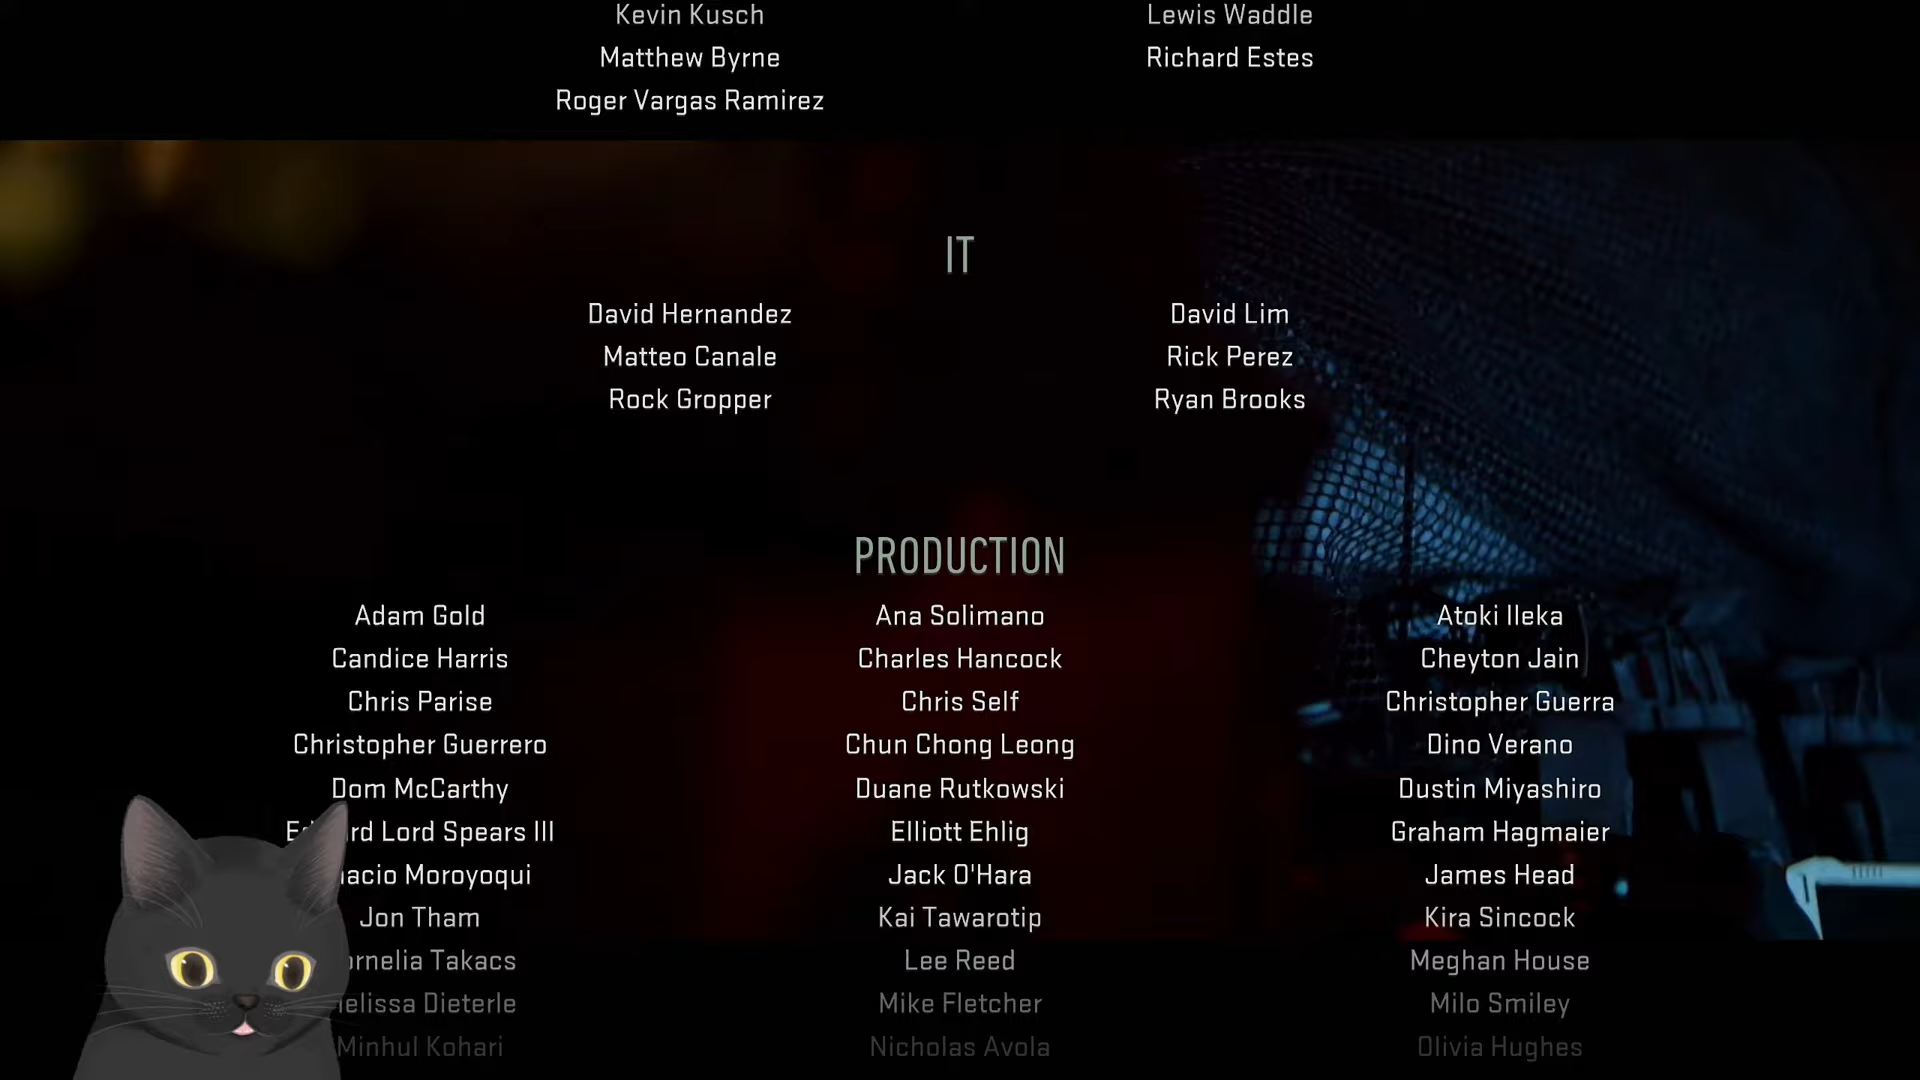 Kevin Kusch Lewis Waddle
Matthew Byrne Richard Estes
Roger Vargas Ramirez
IT
David Hernandez David Lim
Matteo Canale Rick Perez
Rock Gropper Ryan Brooks
PRODUCTION
Adam Gold Ana Solimano Atoki Ileka
Candice Harris Charles Hancock Cheyton Jain
Chris Parise Chris Self Christopher Guerra
Christopher Guerrero Chun Chong Leong Dino Verano
Dom McCarthy Duane Rutkowski Dustin Miyashiro
Lord Spears III Elliott Ehlig Graham Hagmaier
Moroyoqui Jack O'Hara James Head
Jon Tham Kai Tawarotip Kira Sincock
Takacs Lee Reed Meghan House
Dieterle Mike Fletcher Milo Smiley
Minhul Kohari Nicholas Avola Olivia Hughes